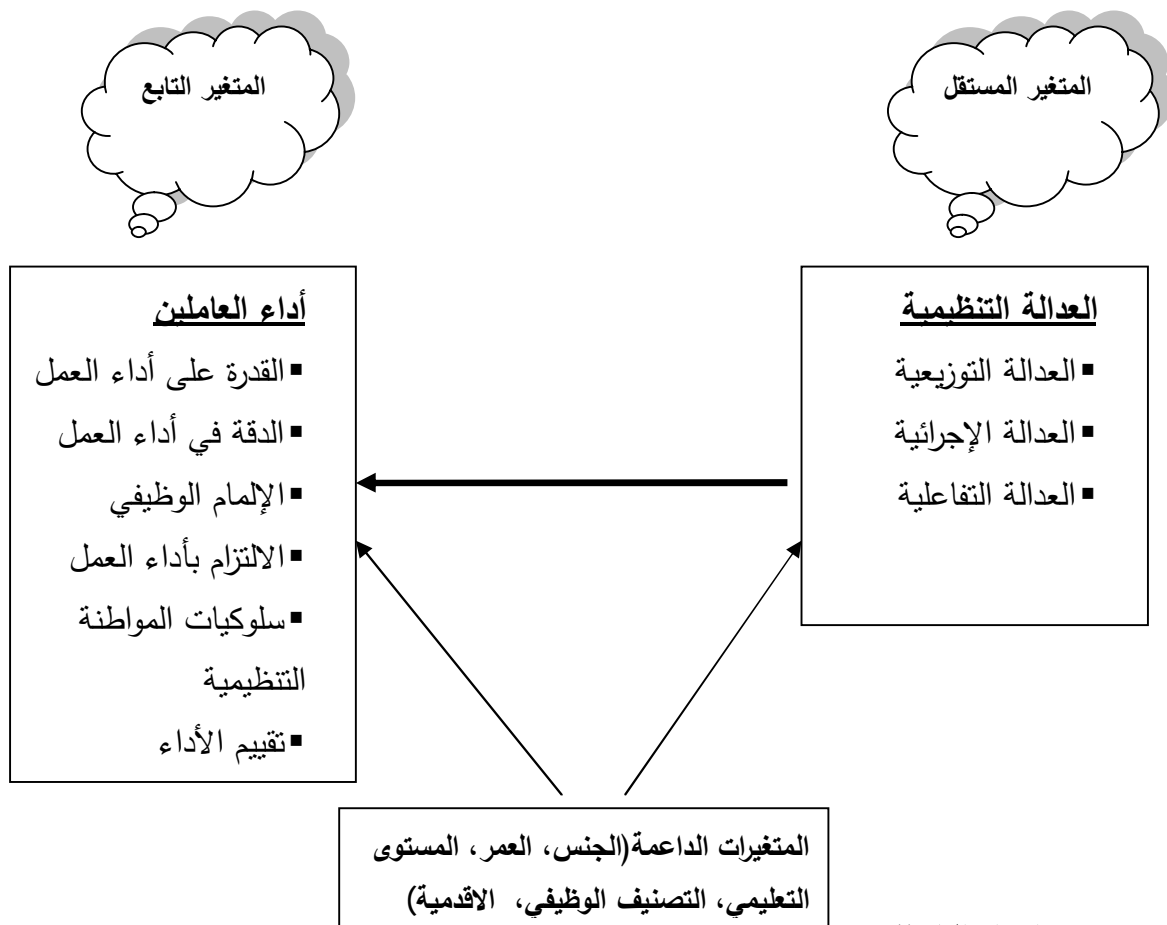 المتغير المستقل
المتغير التابع
العدالة التنظيمية
▪العدالة التوزيعية
▪العدالة الإجرائية
▪العدالة التفاعلية
أداء العاملين
▪القدرة على أداء العمل
▪الدقة في أداء العمل
▪الإلمام الوظيفي
▪الالتزام بأداء العمل
▪سلوكيات المواطنة
التنظيمية
▪تقييم الأداء
المتغيرات الداعمة(الجنس، العمر، المستوى
التعليمي، التصنيف الوظيفي، الاقدمية)